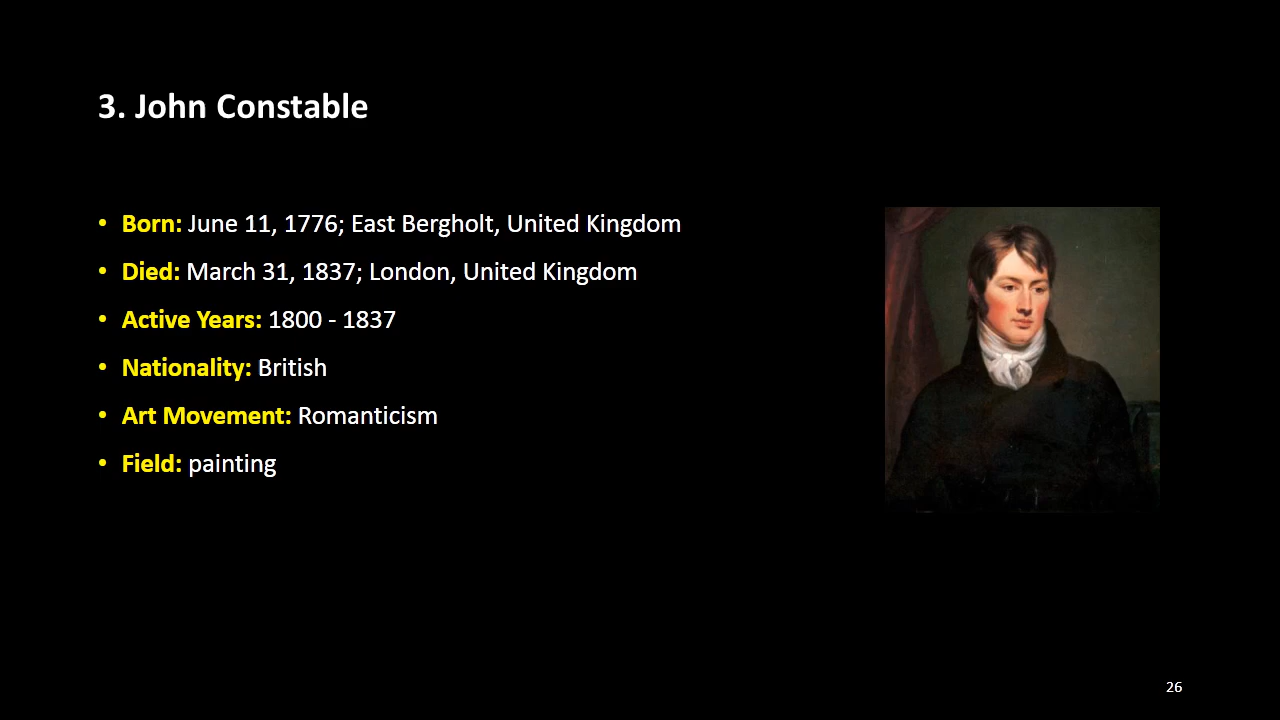 3. John Constable
• Born: June 11, 1776; East Bergholt, United Kingdom
• Died: March 31, 1837; London, United Kingdom
• Active Years: 1800 - 1837
• Nationality: British
• Art Movement: Romanticism
• Field: painting
26